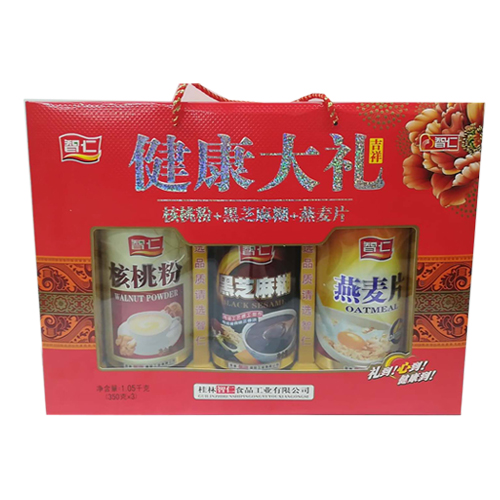 智仁
健康大礼
吉祥
智仁
核桃粉+黑芝麻糊+燕麦片
智仁
核桃粉
WALNUT POWDER
智仁
黑芝麻糊
BLACK SESAME
智仁
燕麦片
OATMEAL
净含量:1.05千克
(350克×3)
桂林智仁食品工业有限公司
礼到!心到!
健康到!